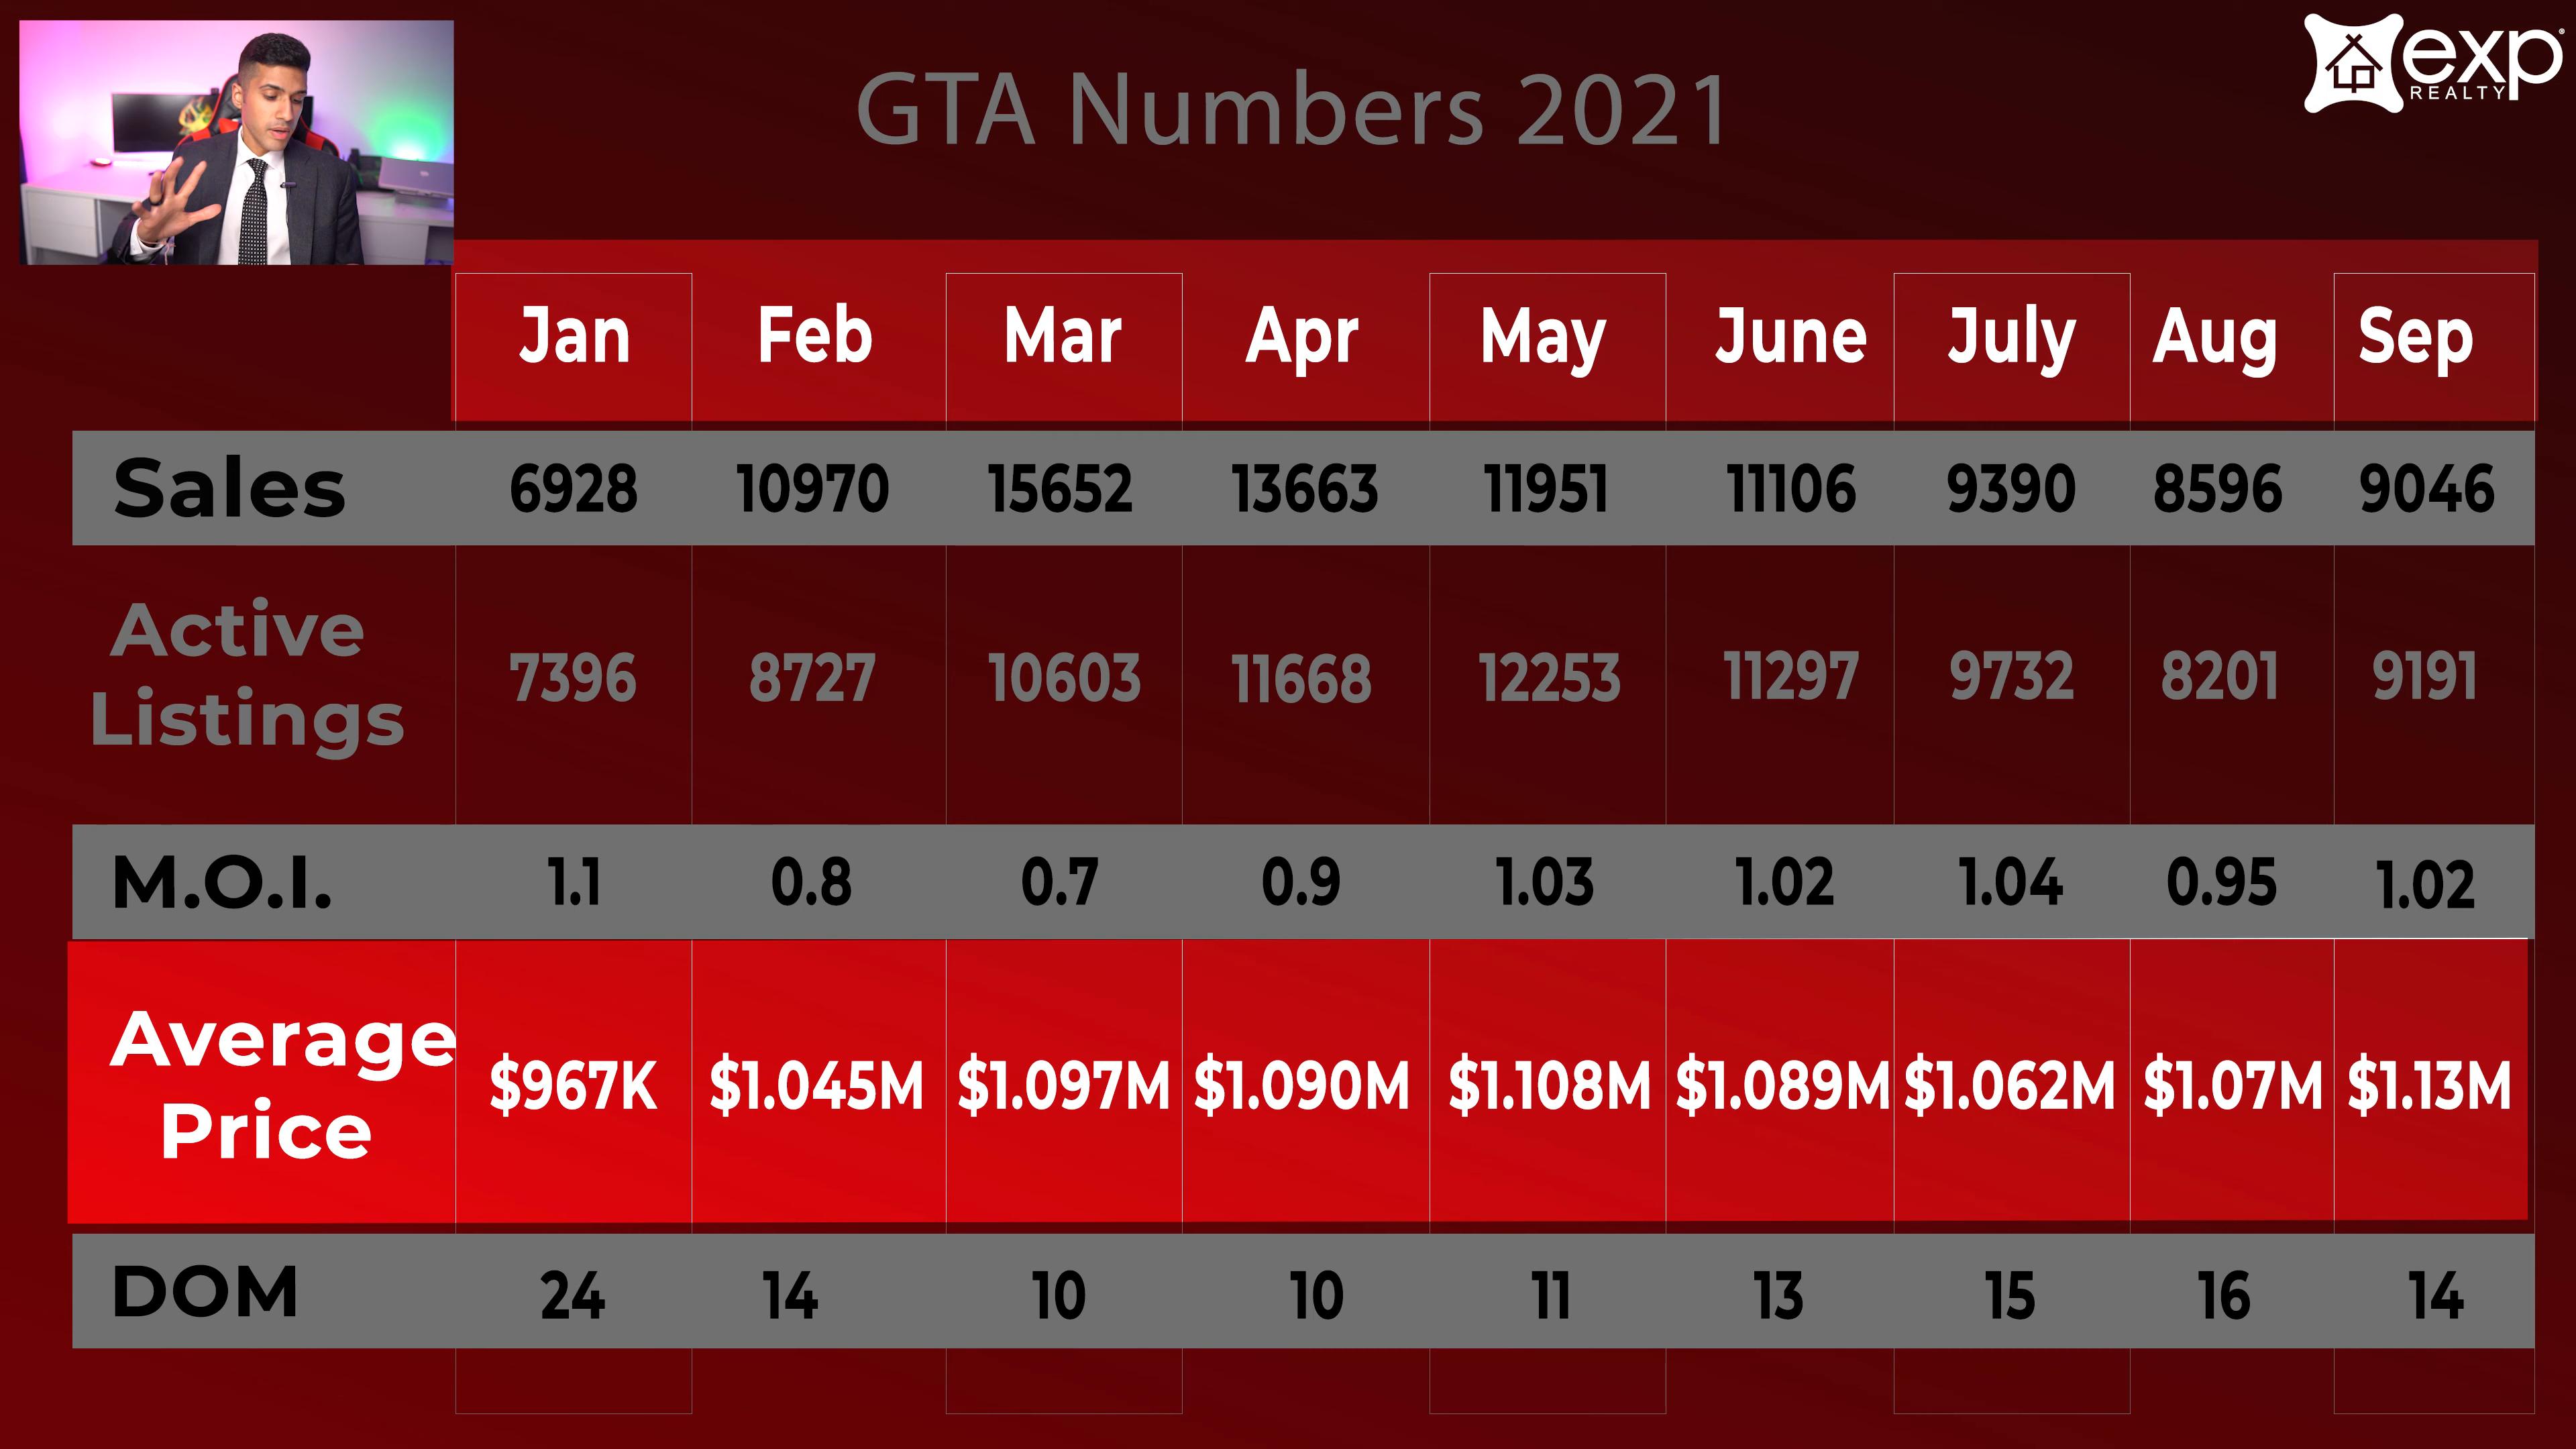 exp
REALTY
GTA Numbers 2021
Jan Feb Mar Apr May June July Aug Sep
Sales 6928 10970 15652 13663 11951 11106 9390 8596 9046
Active
Listings
7396 8727 10603 11668 12253 11297 9732 8201 9191
M.O.I. 1.1 0.8 0.7 0.9 1.03 1.02 1.04 0.95 1.02
Average
Price
$967K $1.045M $1.097M $1.090M $1.108M $1.089M $1.062M $1.07M $1.13M
DOM 24 14 10 10 11 13 15 16 14